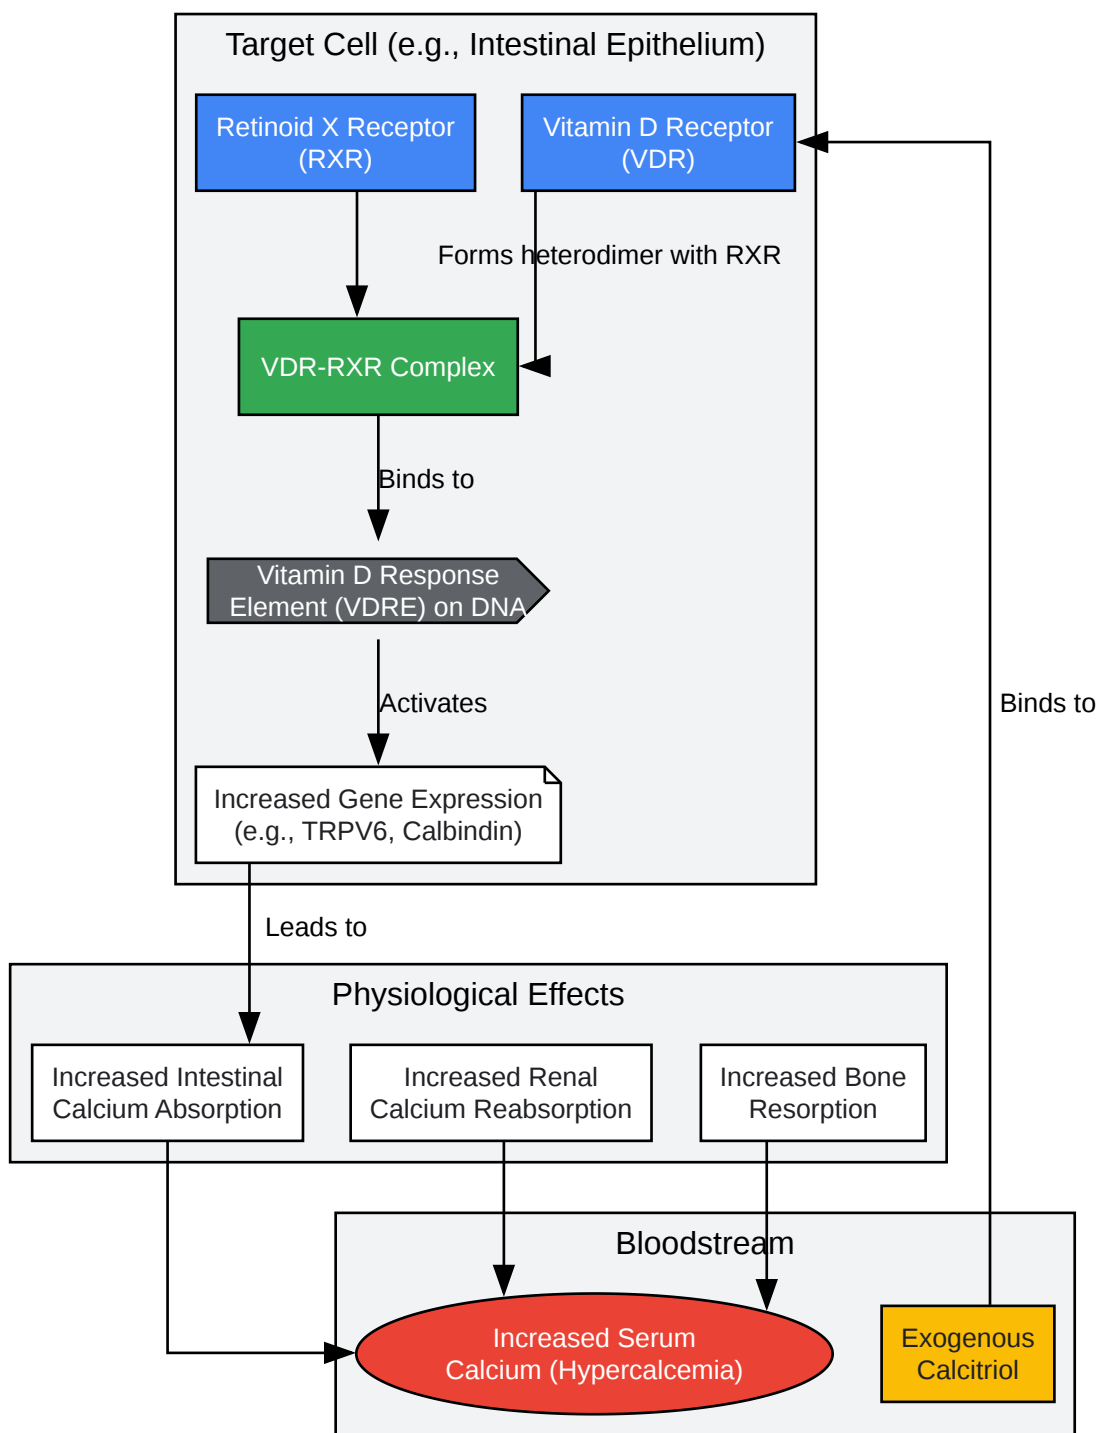 Target Cell (e.g., Intestinal Epithelium)
Retinoid X Receptor
(RXR)
Vitamin D Receptor
(VDR)
Forms heterodimer with RXR
VDR-RXR Complex
Binds to
Vitamin D Response
Element (VDRE) on DNA
Activates
Binds to
Increased Gene Expression
(e.g., TRPV6, Calbindin)
Leads to
Physiological Effects
Increased Intestinal
Calcium Absorption
Increased Renal
Calcium Reabsorption
Increased Bone
Resorption
Bloodstream
Increased Serum
Calcium (Hypercalcemia)
Exogenous
Calcitriol